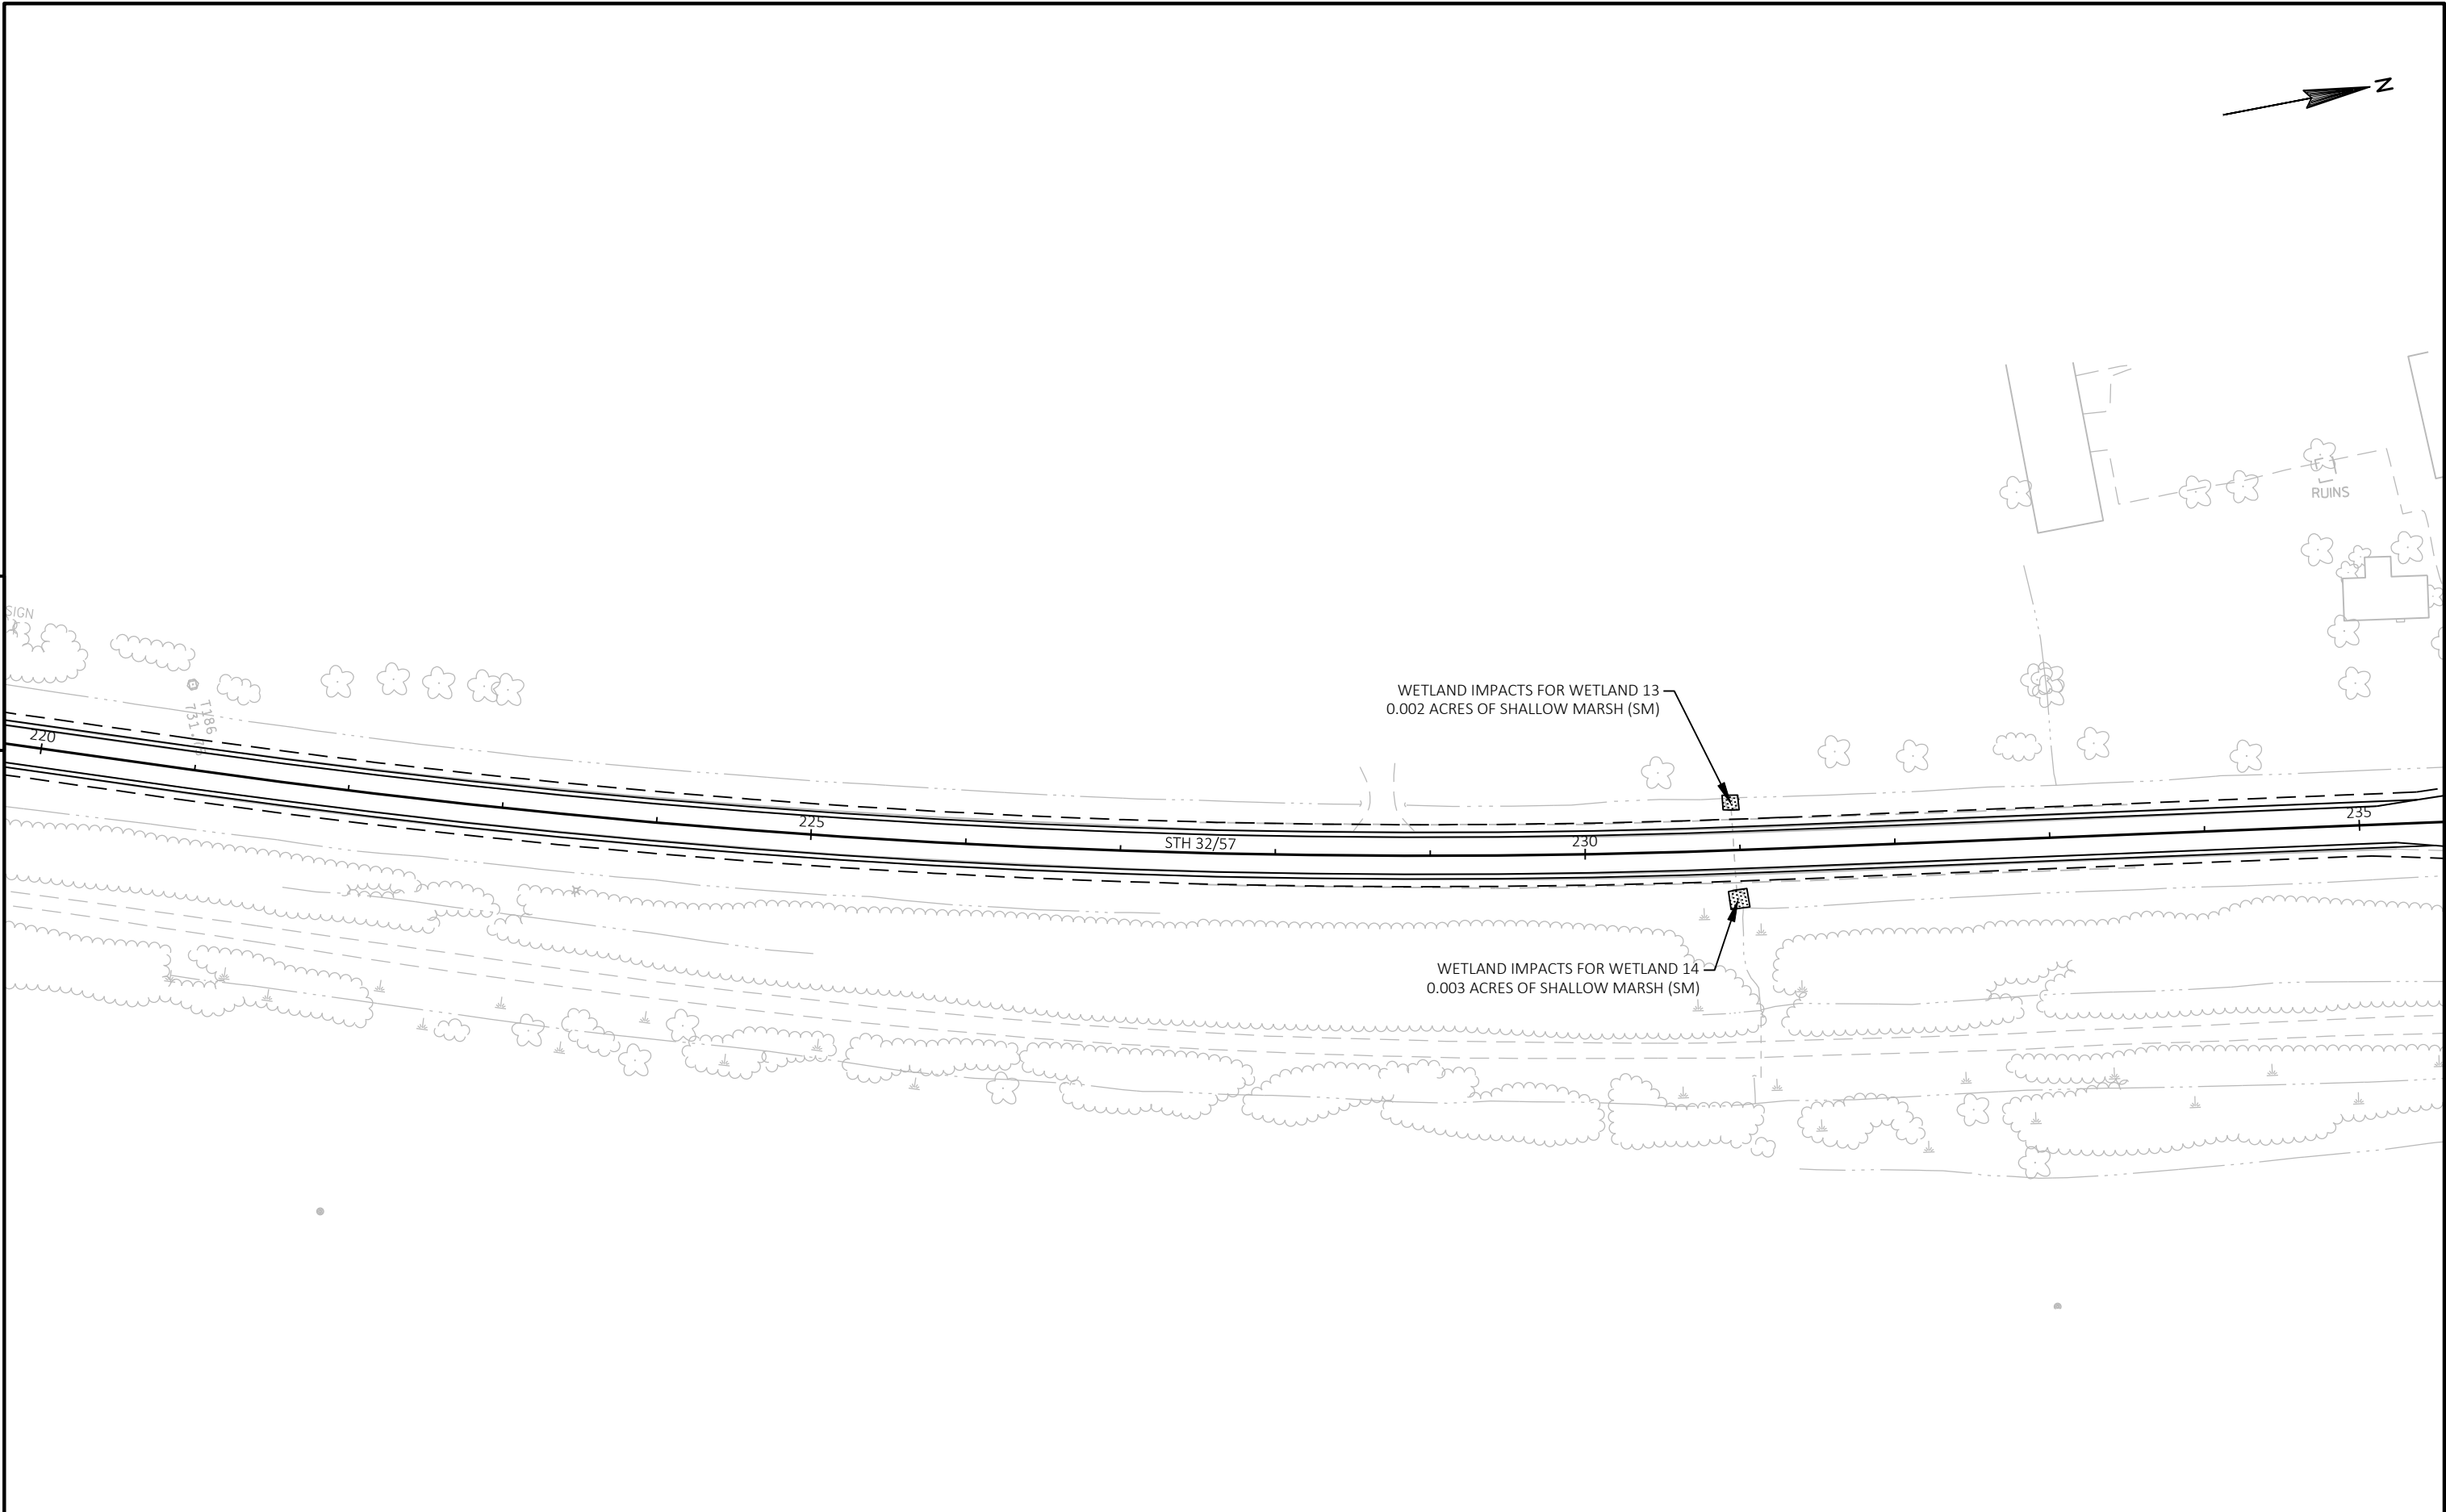 N
RUINS
SIGN
WETLAND IMPACTS FOR WETLAND 13
0.002 ACRES OF SHALLOW MARSH (SM)
220
225
STH 32/57
230
235
WETLAND IMPACTS FOR WETLAND 14
0.003 ACRES OF SHALLOW MARSH (SM)